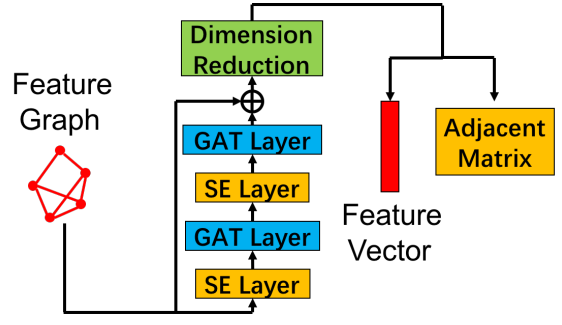 Dimension
Reduction
Feature
Graph
GAT Layer
SE Layer
GAT Layer
SE Layer
Adjacent
Matrix
Feature
Vector